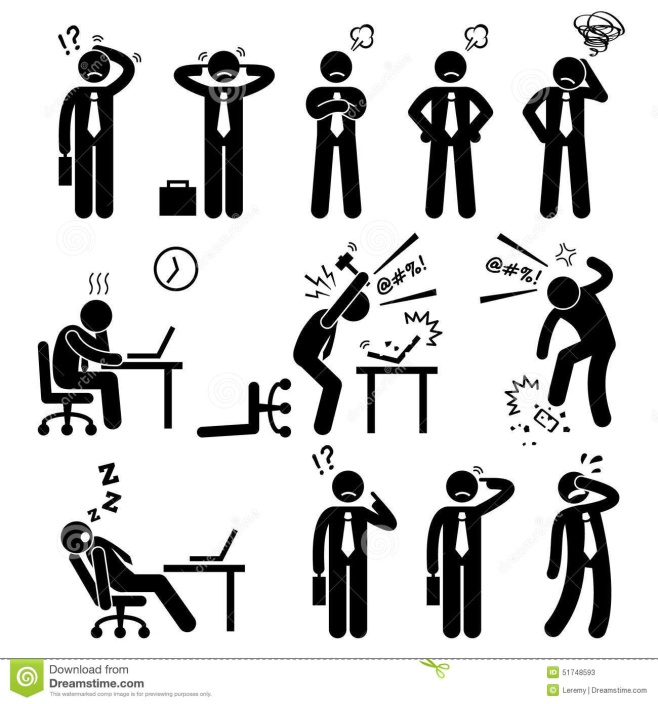 !?
@#%!
@#%!
z
z
z
!?
Download from
Dreamstime.com
This watermarked comp image is for previewing purposes only.
ID 51748593
© Leremy | Dreamstime.com